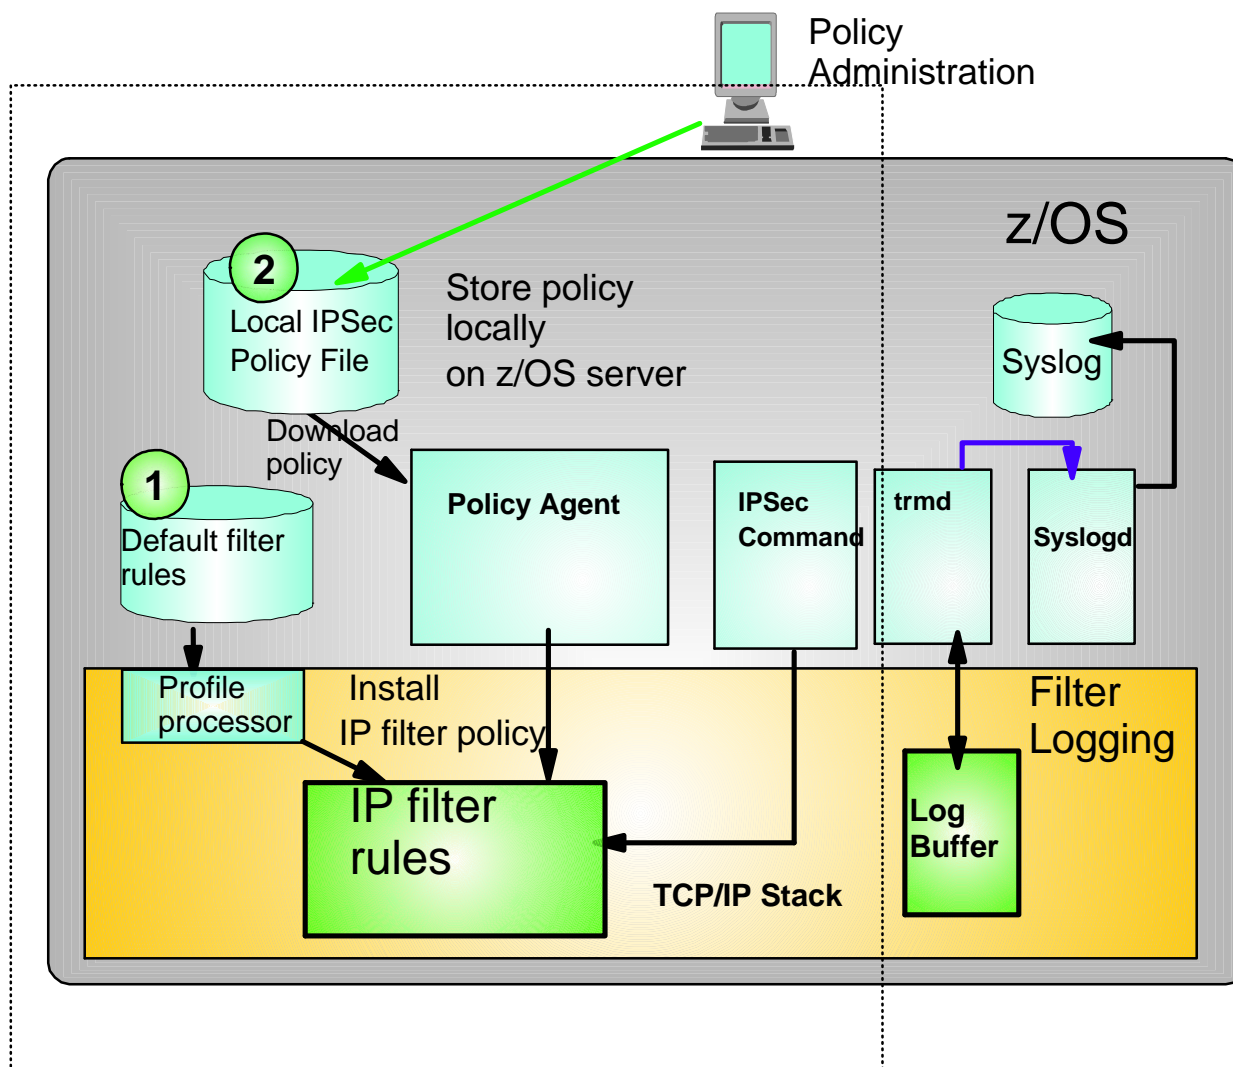 Policy
Administration
z/OS
2
Local IPSec
Policy File
Store policy
locally
on z/OS server
Syslog
Download
policy
1
Default filter
rules
Policy Agent
IPSec
Command
trmd
Syslogd
Profile
processor
Install
IP filter policy
Filter
Logging
IP filter
rules
Log
Buffer
TCP/IP Stack